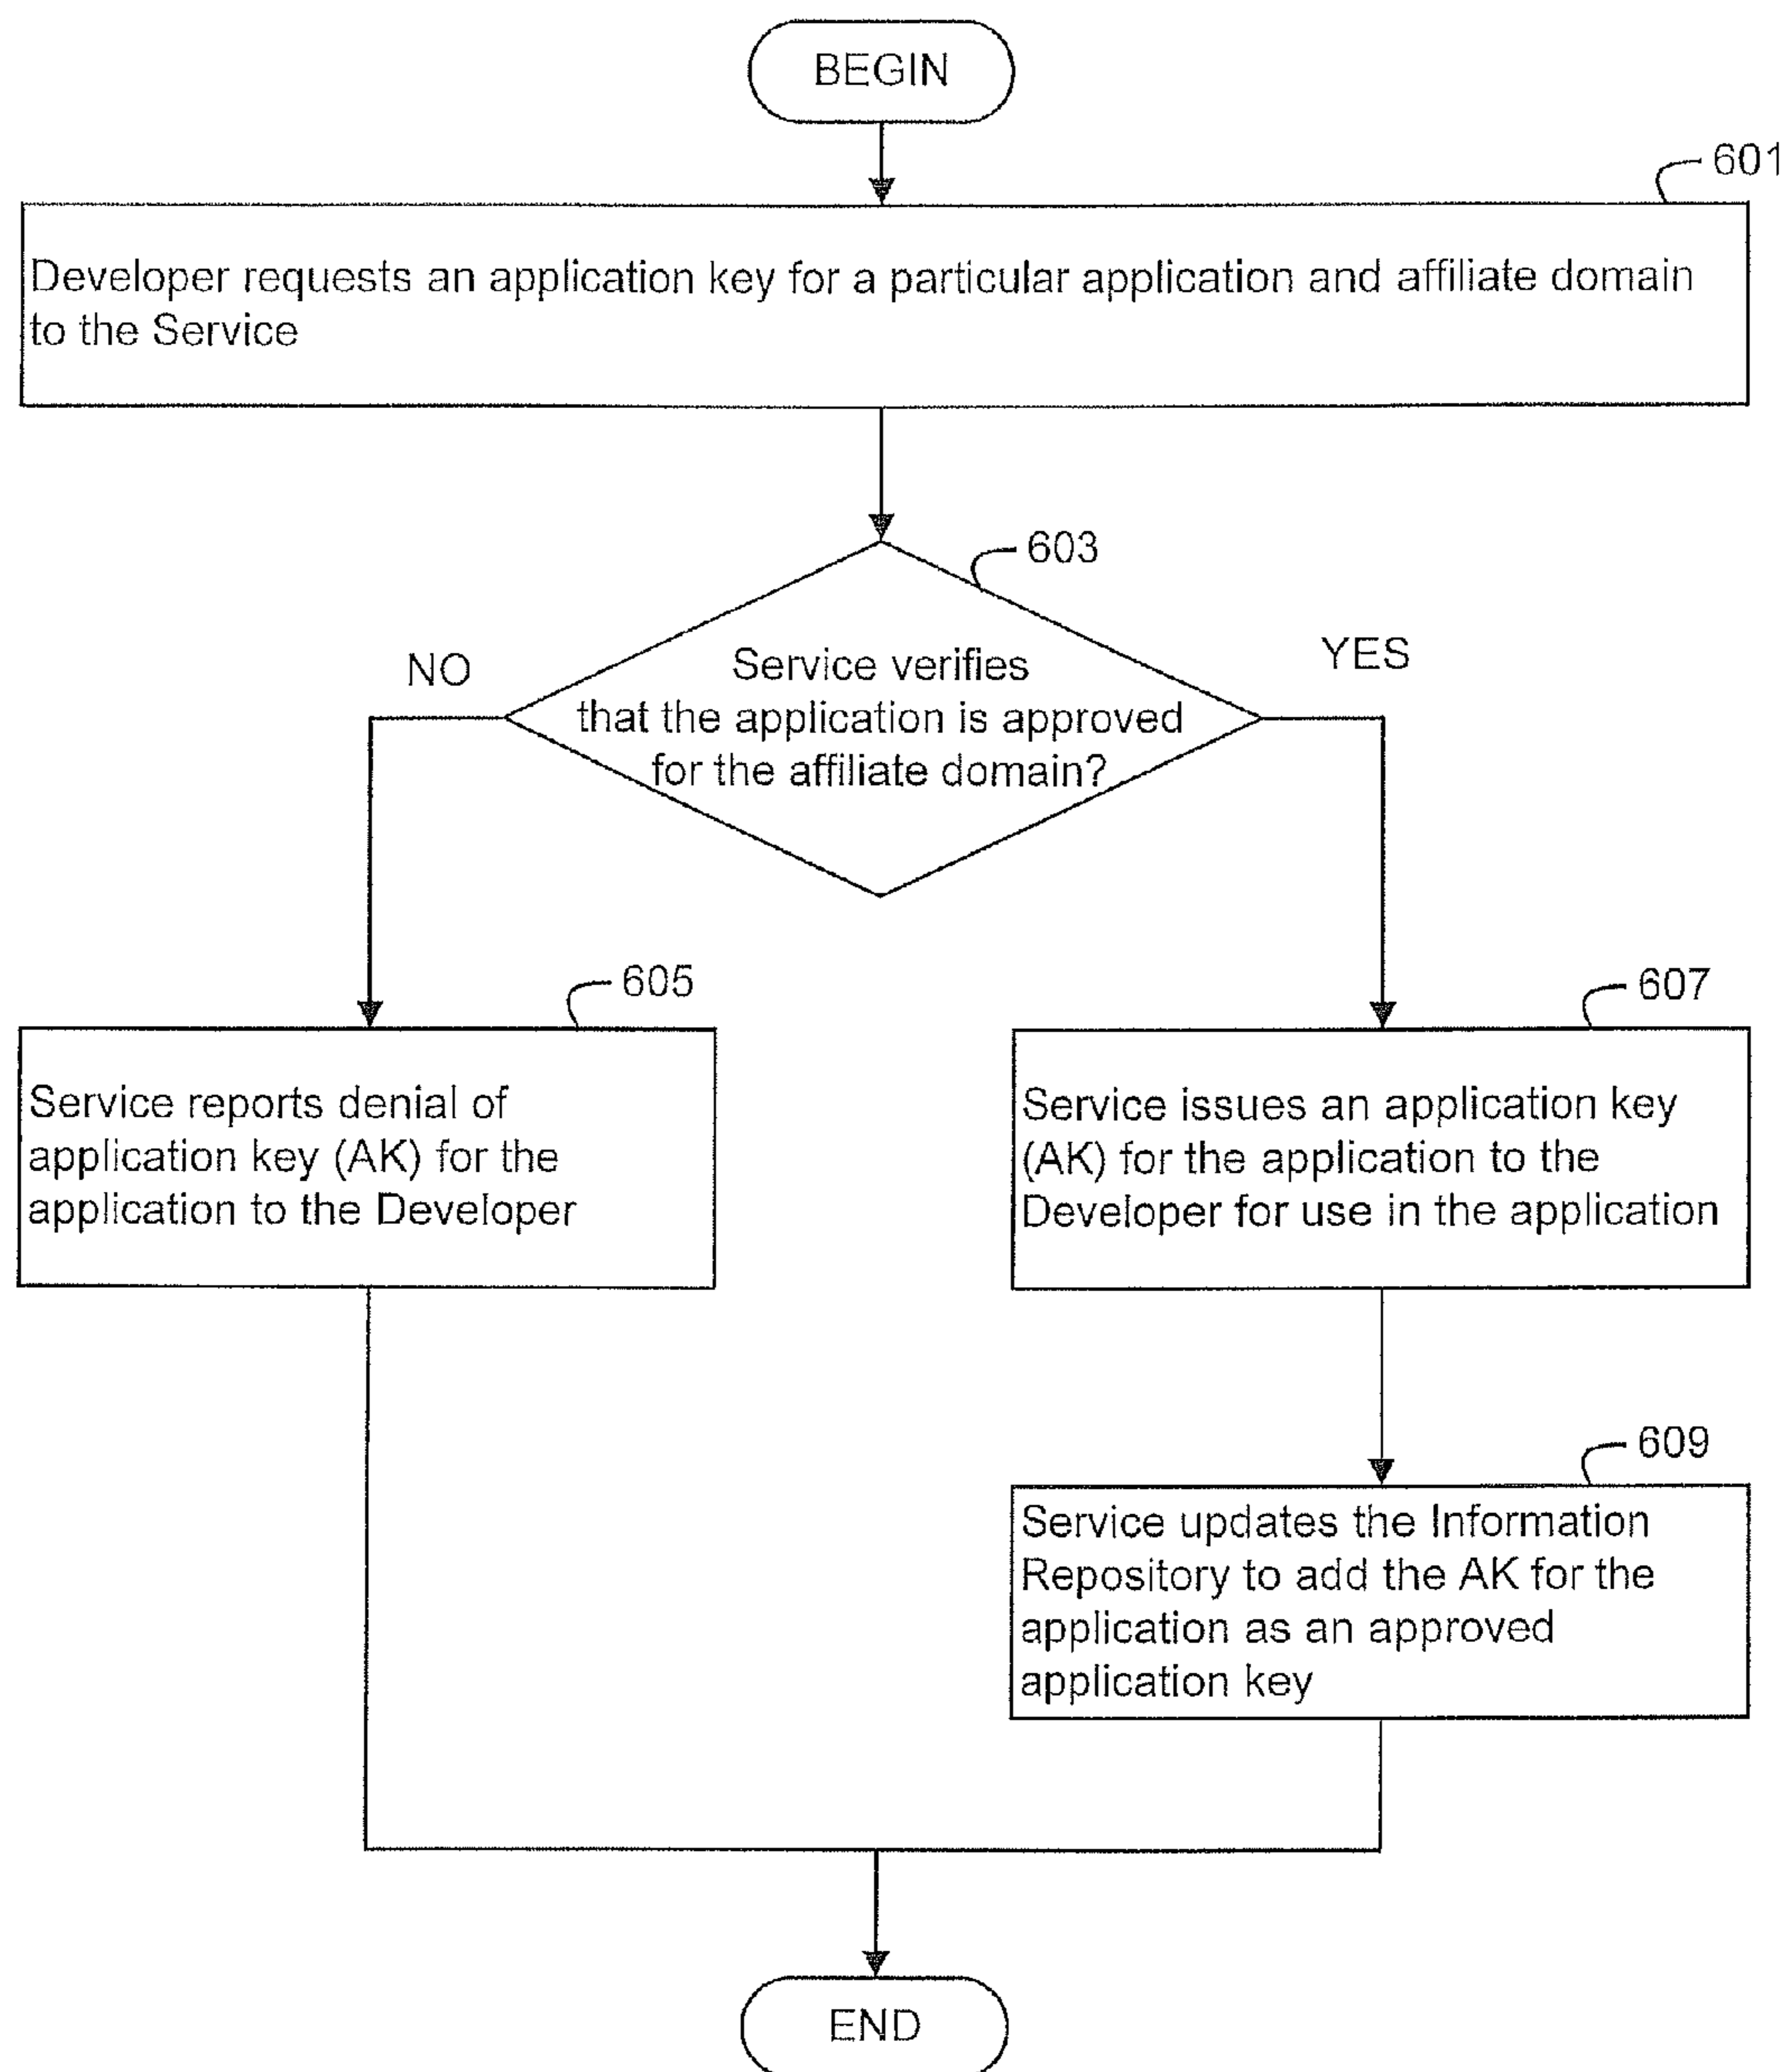 BEGIN
601
Developer requests an application key for a particular application and affiliate domain
to the Service
603
NO
YES
Service verifies
that the application is approved
for the affiliate domain?
605
607
Service reports denial of
application key (AK) for the
application to the Developer
Service issues an application key
(AK) for the application to the
Developer for use in the application
609
Service updates the Information
Repository to add the AK for the
application as an approved
application key
END